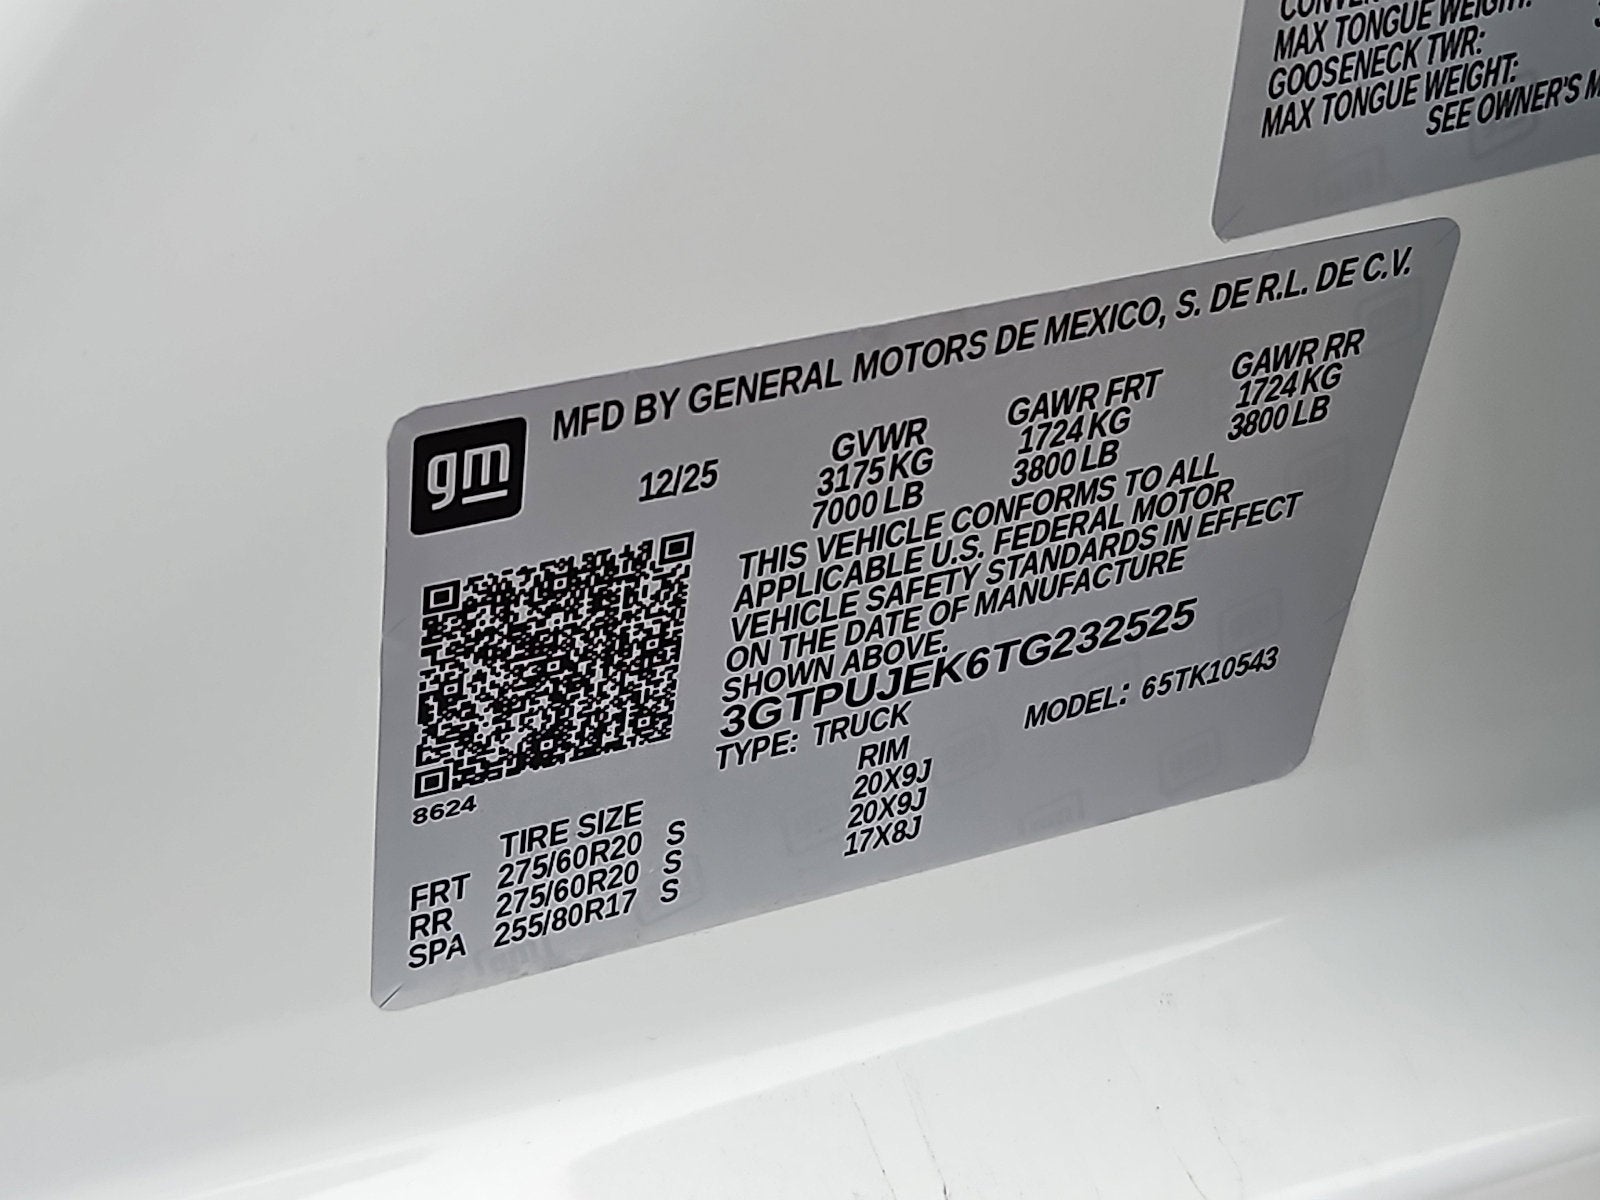 MAX TONGUE WEIGHT:
GOOSENECK TWR:
MAX TONGUE WEIGHT:
SEE OWNER'S
MFD BY GENERAL MOTORS DE MEXICO, S. DE R.L. DE C.V.
gm
12/25
GVWR GAWR FRT GAWR RR
3175 KG 1724 KG 1724 KG
7000 LB 3800 LB 3800 LB
THIS VEHICLE CONFORMS TO ALL
APPLICABLE U.S. FEDERAL MOTOR
VEHICLE SAFETY STANDARDS IN EFFECT
ON THE DATE OF MANUFACTURE
SHOWN ABOVE.
3GTPUJEK6TG232525
TYPE: TRUCK MODEL: 65TK10543
8624
TIRE SIZE RIM
FRT 275/60R20 S 20X9J
RR 275/60R20 S 20X9J
SPA 255/80R17 S 17X8J